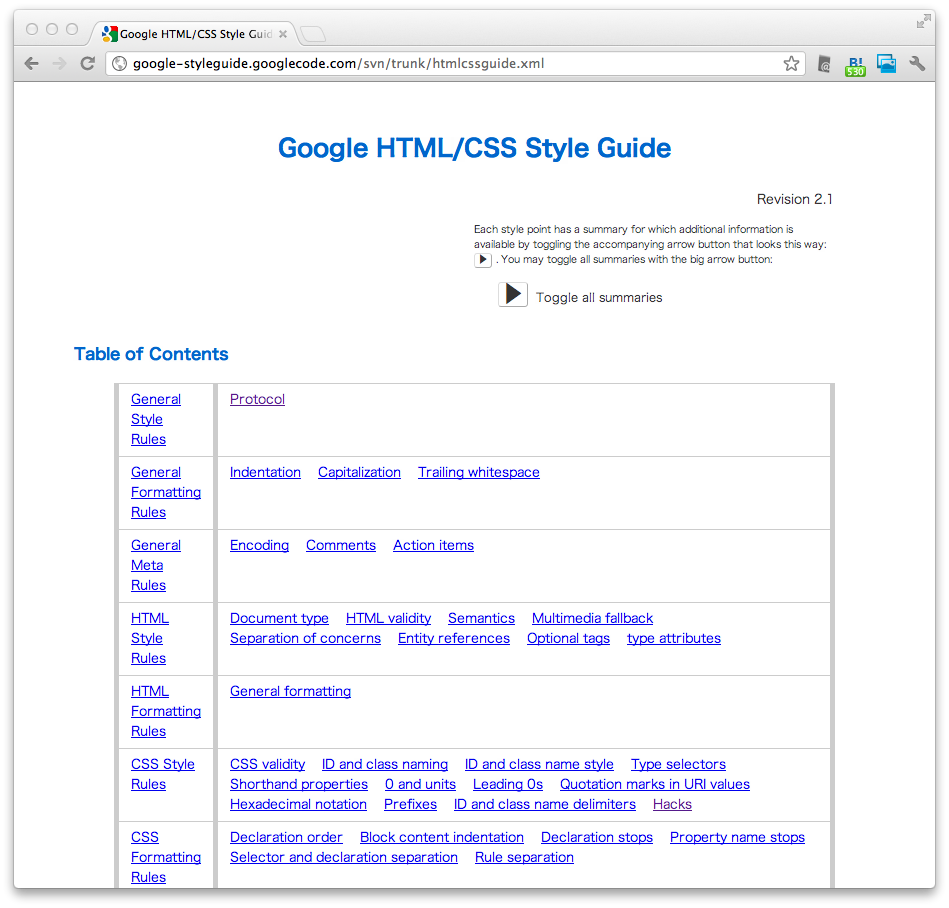 Google HTML/CSS Style Guid
google-styleguide.googlecode.com/svn/trunk/htmlcssguide.xml
B!
530
Google HTML/CSS Style Guide
Revision 2.1
Each style point has a summary for which additional information is
available by toggling the accompanying arrow button that looks this way:
. You may toggle all summaries with the big arrow button:
Toggle all summaries
Table of Contents
General
Style
Rules
Protocol
General
Formatting
Rules
Indentation Capitalization Trailing whitespace
General
Meta
Rules
Encoding Comments Action items
HTML
Style
Rules
Document type HTML validity Semantics Multimedia fallback
Separation of concerns Entity references Optional tags type attributes
HTML
Formatting
Rules
General formatting
CSS Style
Rules
CSS validity ID and class naming ID and class name style Type selectors
Shorthand properties 0 and units Leading 0s Quotation marks in URI values
Hexadecimal notation Prefixes ID and class name delimiters Hacks
CSS
Formatting
Rules
Declaration order Block content indentation Declaration stops Property name stops
Selector and declaration separation Rule separation